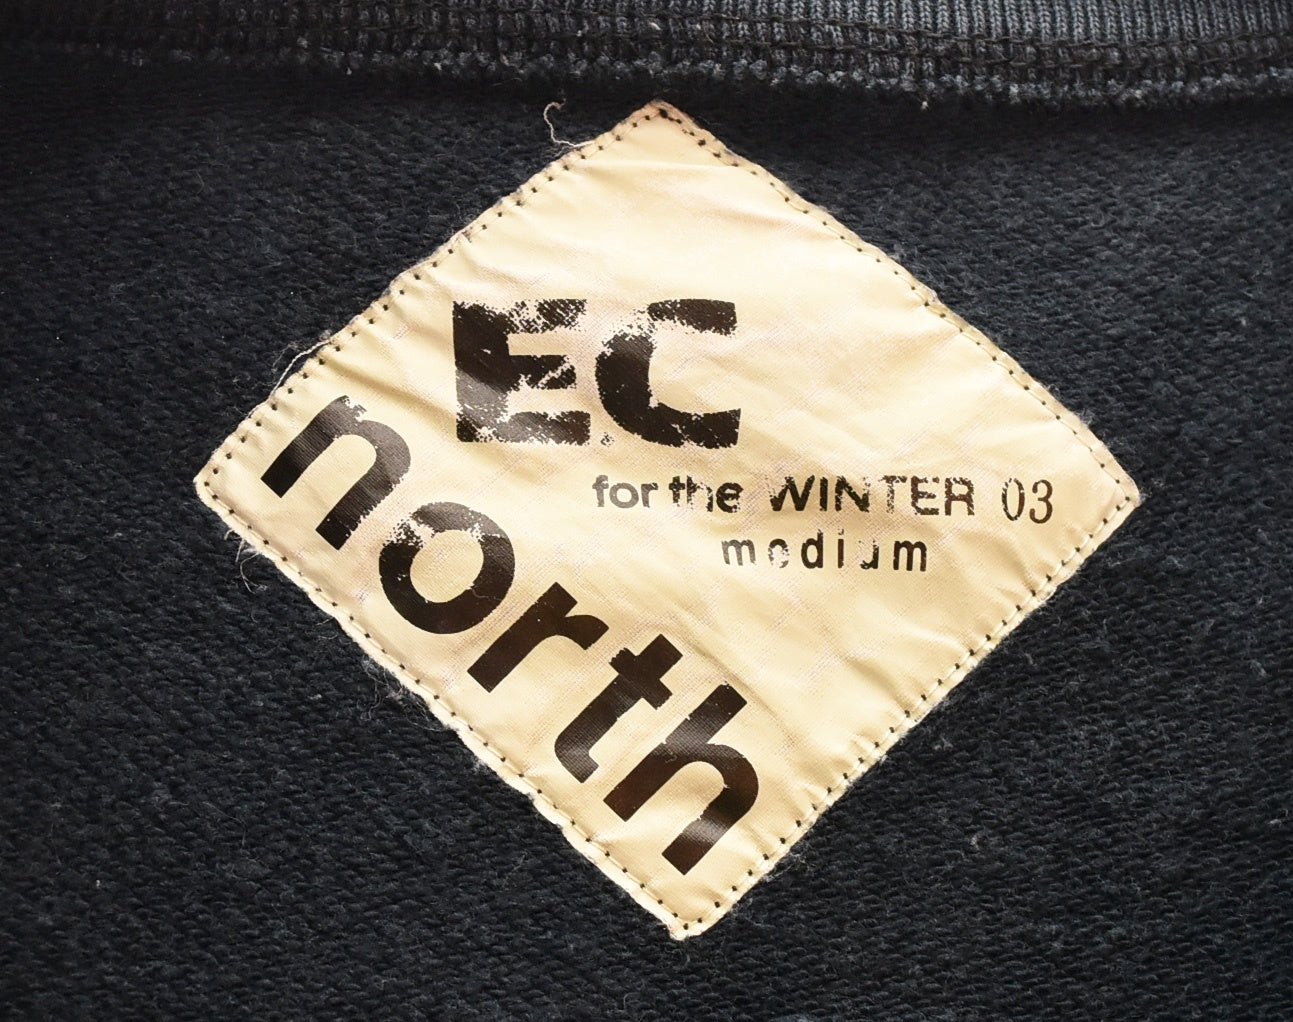 E.C
for the WINTER 03
medium
north